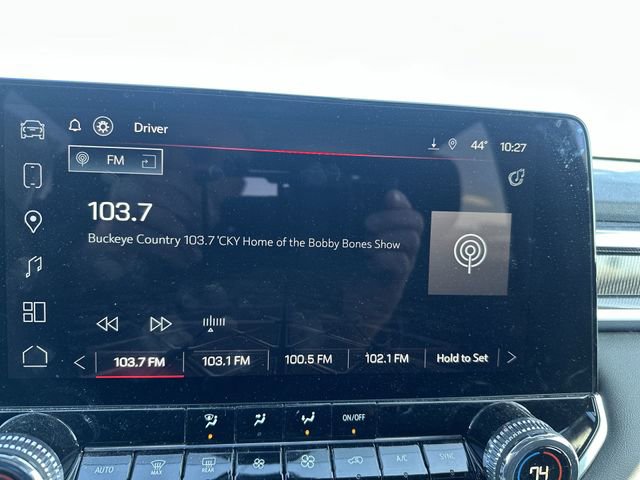 Driver
44° 10:27
FM
103.7
Buckeye Country 103.7 'CKY Home of the Bobby Bones Show
103.7 FM 103.1 FM 100.5 FM 102.1 FM Hold to Set
ON/OFF
AUTO MAX REAR A/C SYNC
74